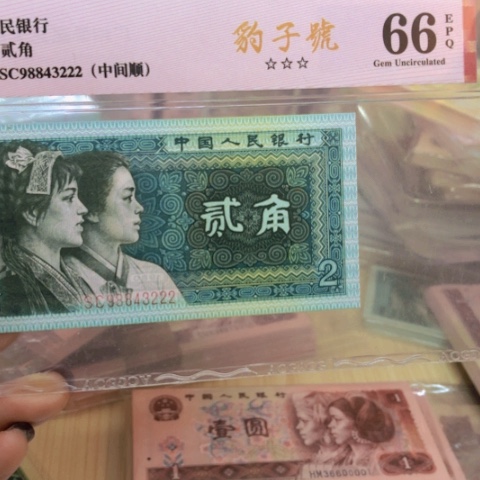 民银行
贰角
SC98843222（中间顺）
豹子號
☆☆☆
66
EPQ
Gem Uncirculated
中国人民银行
贰角
2
SC98843222
中国人民银行
1
壹圆
1